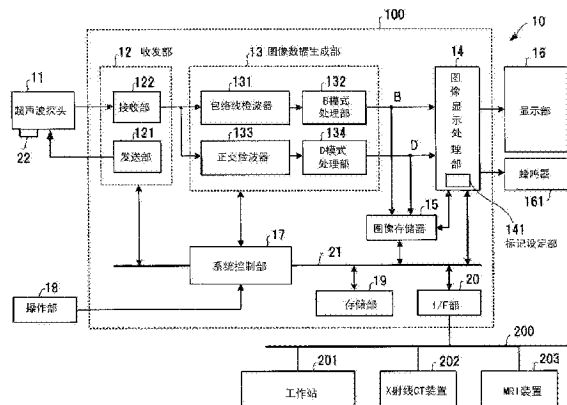 100
10
12 收发部
13 图像数据生成部
14
16
11
122
131
132
超声波探头
接收部
包络线检波器
B模式
处理部
B
图像显示处理部
显示部
22
121
133
134
发送部
正交检波器
D模式
处理部
D
蜂鸣器
161
15
141
标记设定部
图像存储器
17
21
系统控制部
18
19
20
操作部
存储部
I/F部
200
201
202
203
工作站
X射线CT装置
MRI装置